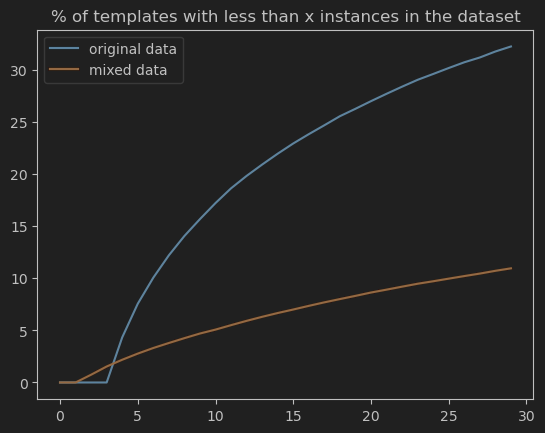 % of templates with less than x instances in the dataset
original data
mixed data
30
25
20
15
10
5
0
0 5 10 15 20 25 30